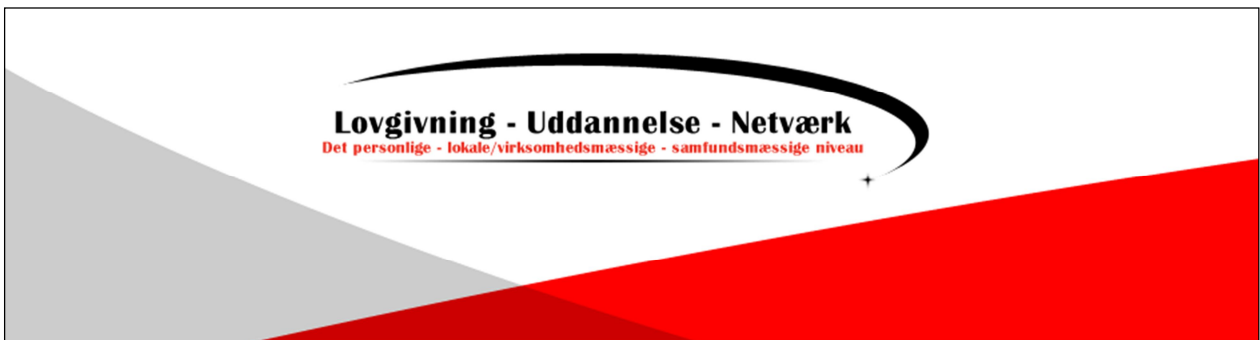 Lovgivning - Uddannelse - Netværk
Det personlige - lokale/virksomhedsmæssige - samfundsmæssige niveau